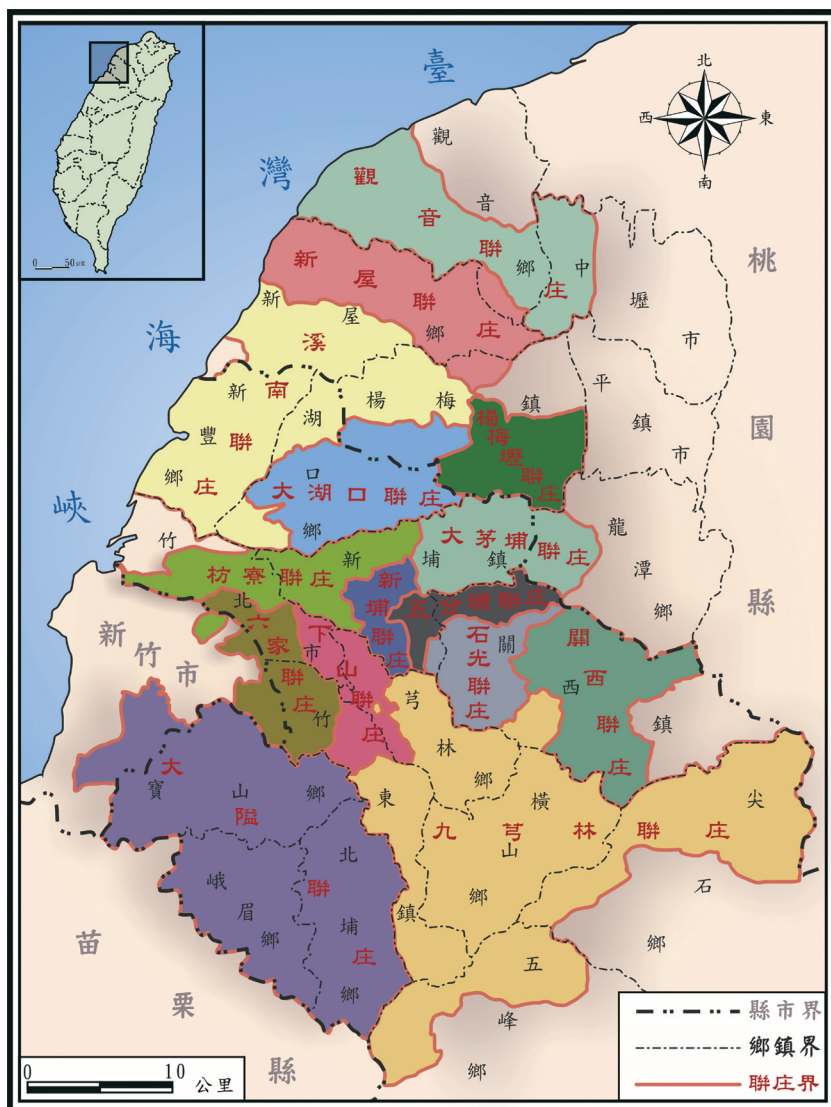 臺灣海峽
北
西
東
南
0 50公里
觀音鄉
觀音聯庄
中壢市
桃園縣
新屋聯庄
新屋鄉
溪南聯庄
平鎮市
楊梅鎮
楊梅壢聯庄
新豐鄉
湖口鄉
大湖口聯庄
龍潭鄉
大茅埔聯庄
新埔鎮
竹北市
枋寮聯庄
新埔聯庄
五分埔聯庄
石光聯庄
關西聯庄
關西鎮
新竹市
六家聯庄
下山聯庄
芎林鄉
竹東鎮
橫山鄉
九芎林聯庄
尖石鄉
大隘聯庄
寶山鄉
北埔鄉
峨眉鄉
五峰鄉
苗栗縣
縣市界
鄉鎮界
聯庄界
0 10 公里